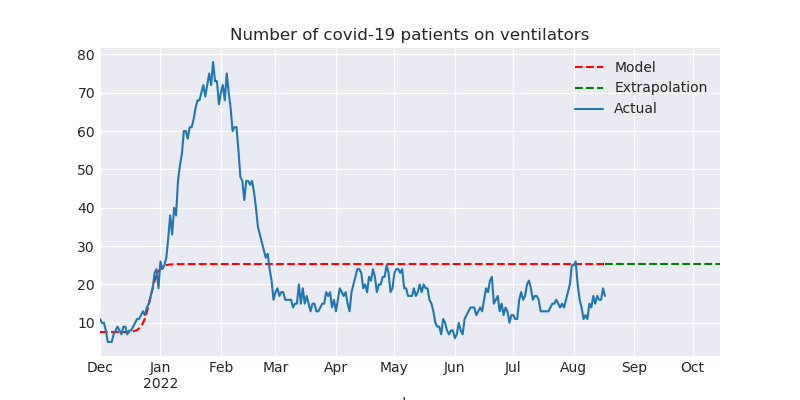 Number of covid-19 patients on ventilators
Model
Extrapolation
Actual
80
70
60
50
40
30
20
10
Dec Jan Feb Mar Apr May Jun Jul Aug Sep Oct
2022